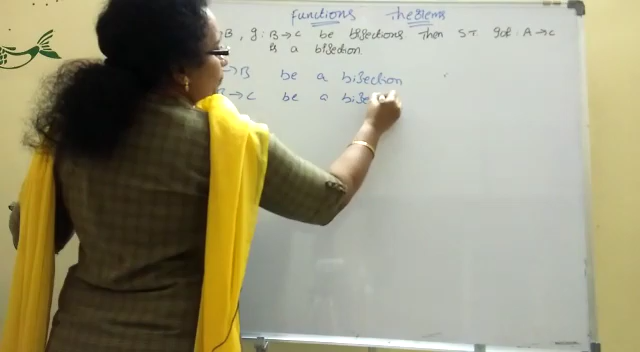 Functions Theorems
B, g: B→C be bijections Then S.T gof: A→C
is a bijection
→B be a bijection
→C be a bije